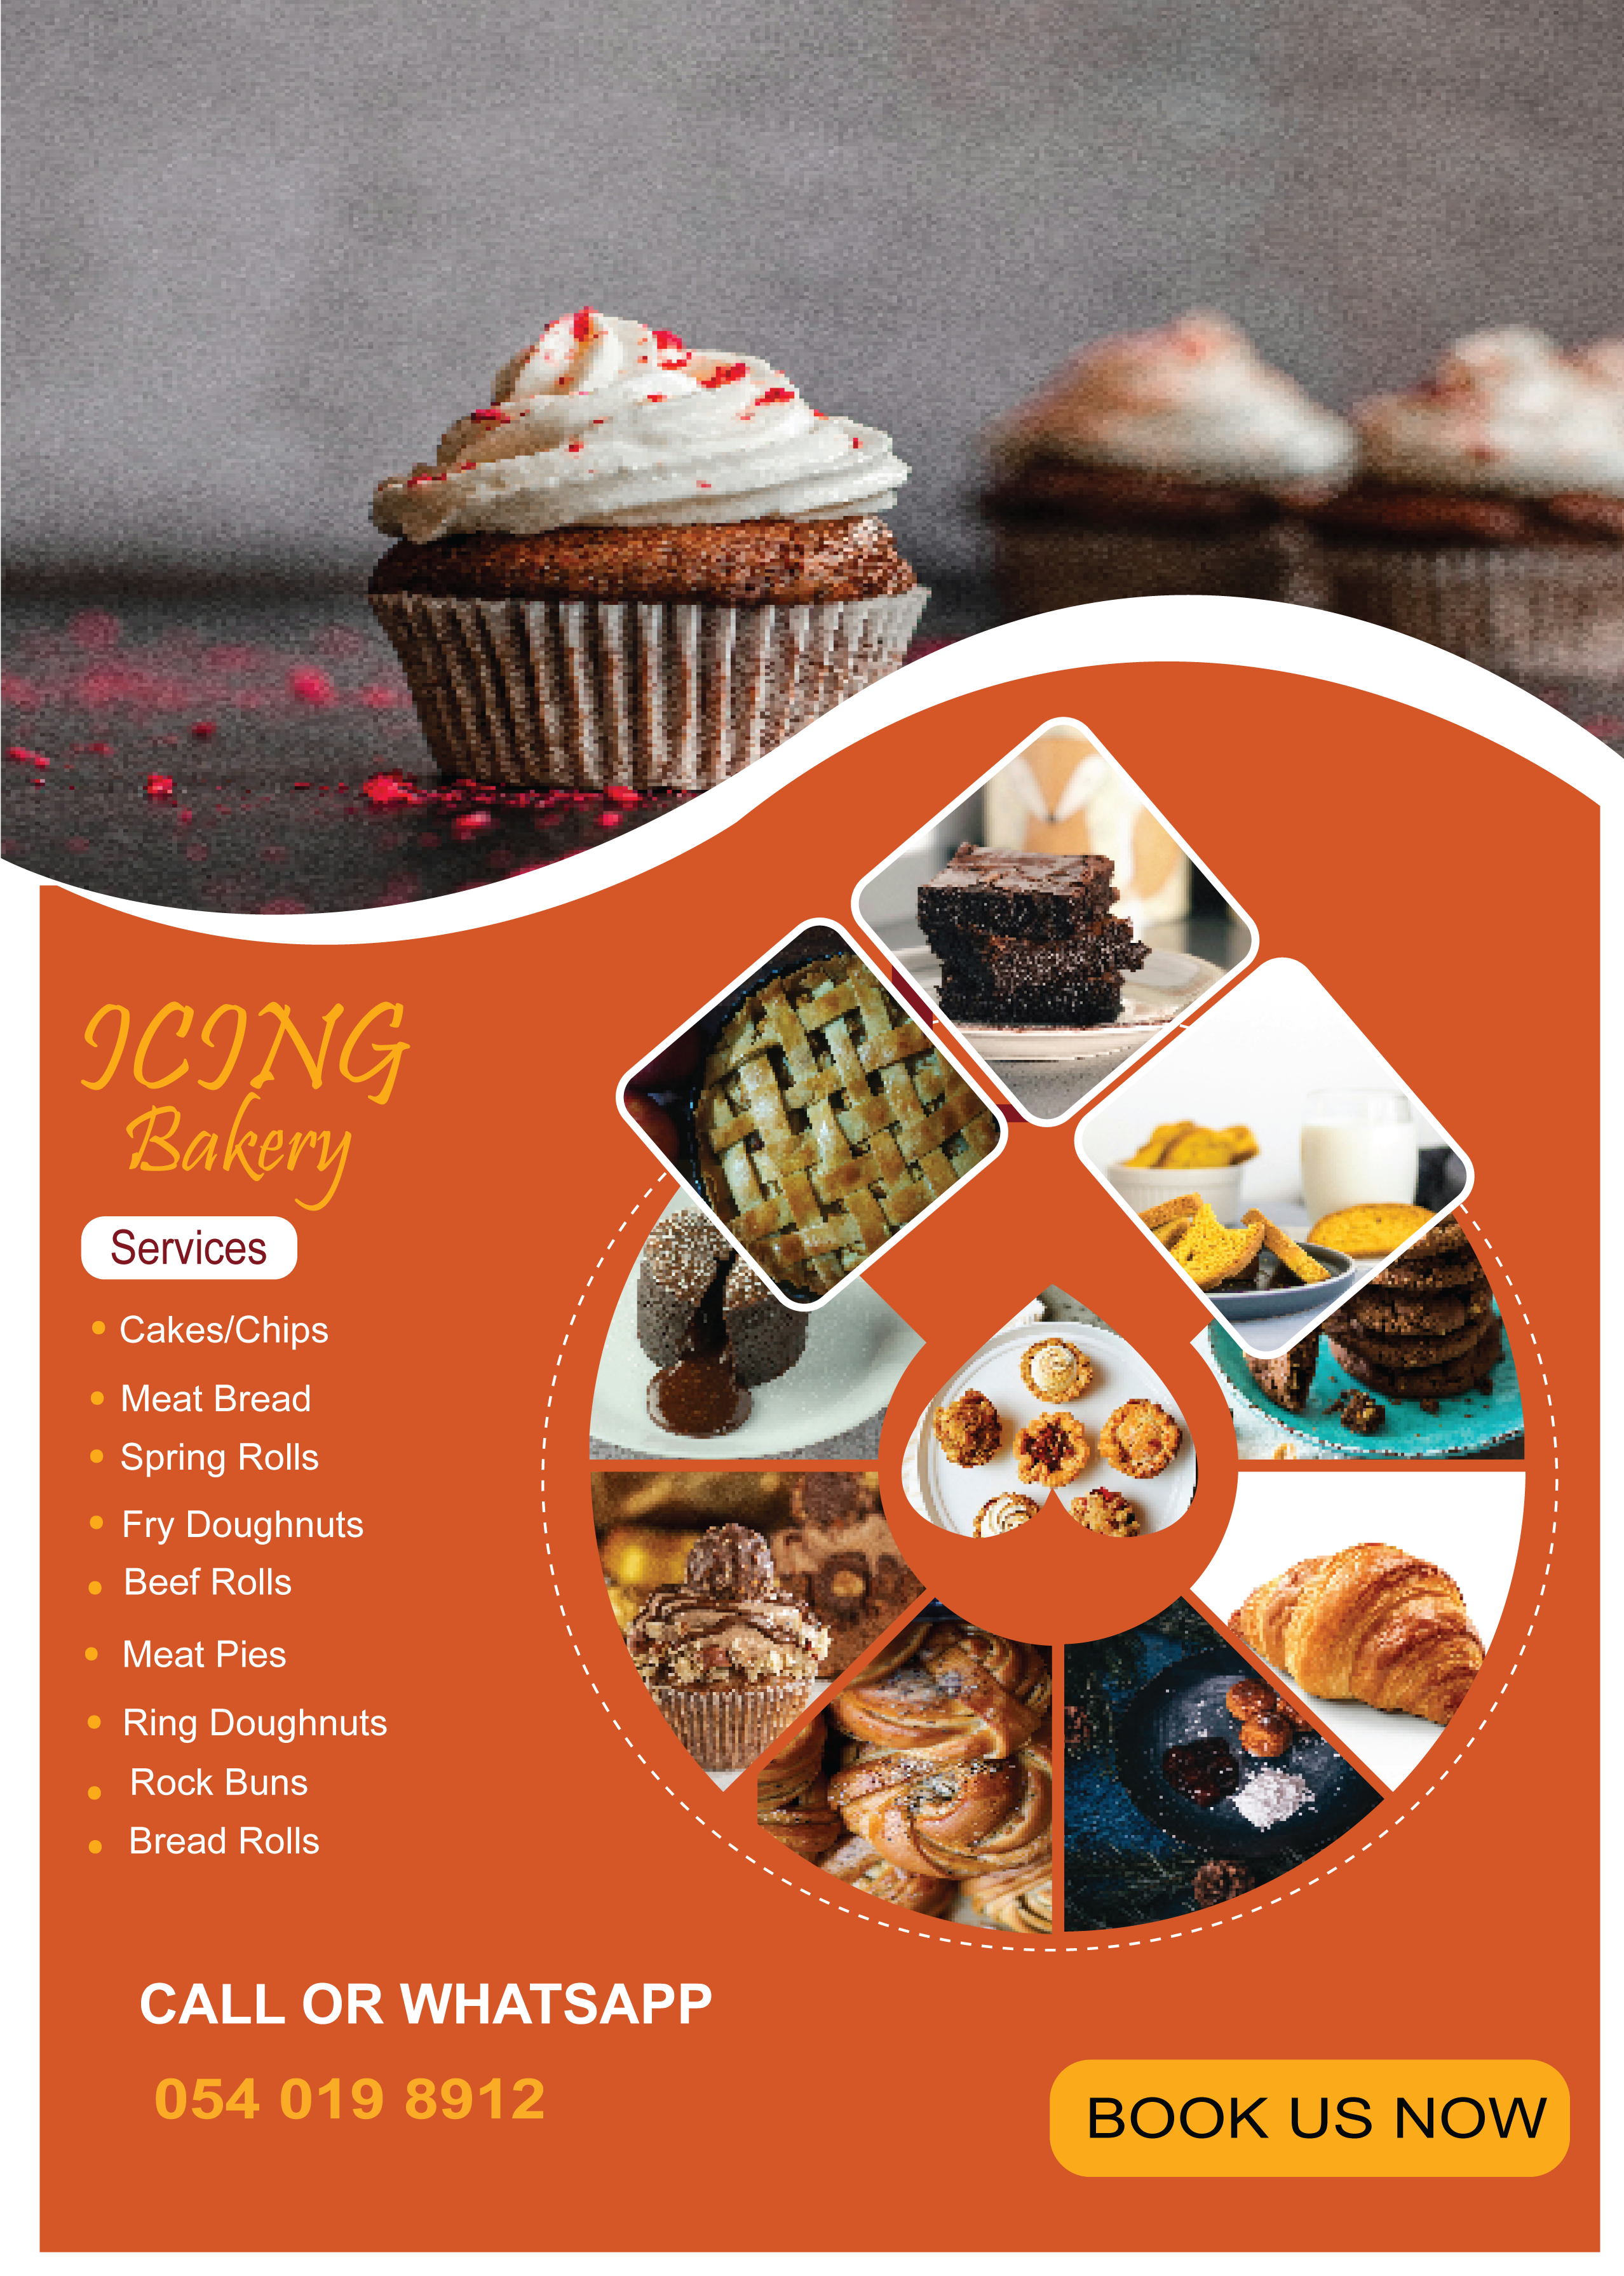 ICING
Bakery
Services
Cakes/Chips
Meat Bread
Spring Rolls
Fry Doughnuts
Beef Rolls
Meat Pies
Ring Doughnuts
Rock Buns
Bread Rolls
CALL OR WHATSAPP
054 019 8912
BOOK US NOW